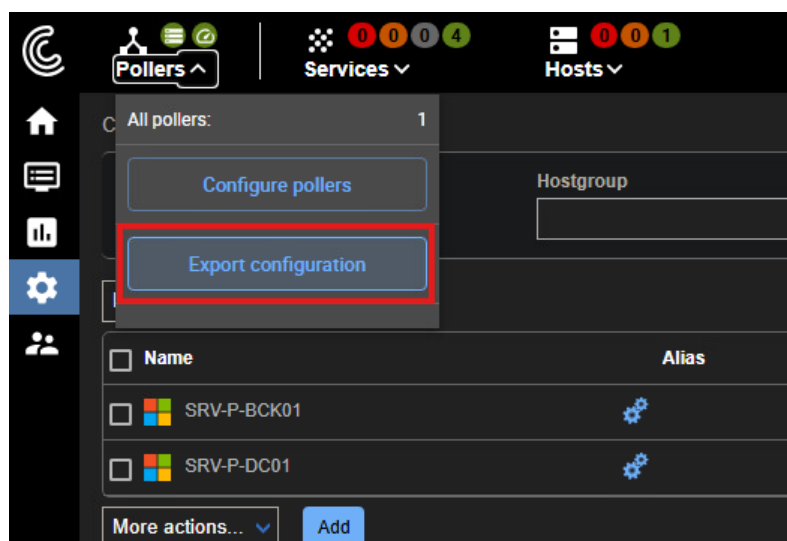 0 0 0 4
0 0 1
Pollers
Services
Hosts
C
All pollers: 1
Configure pollers
Hostgroup
Export configuration
Name
Alias
SRV-P-BCK01
SRV-P-DC01
More actions...
Add